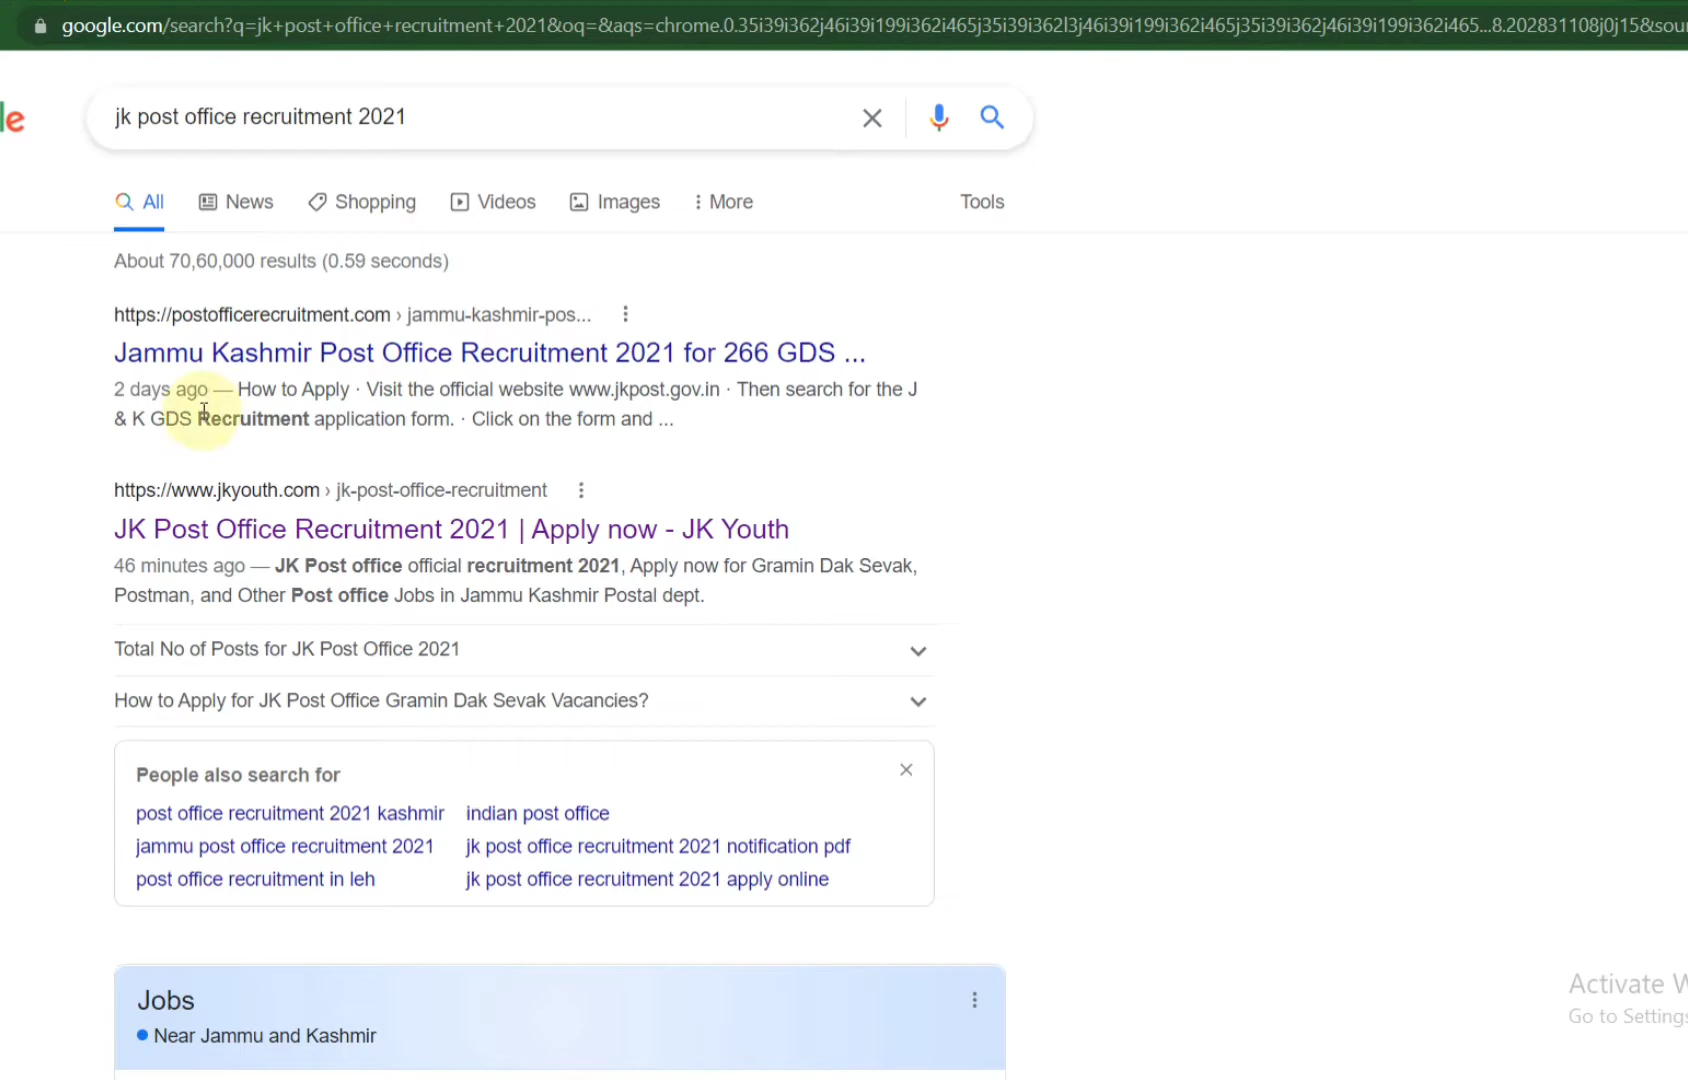 google.com/search?q=jk+post+office+recruitment+2021&oq=&aqs=chrome.0.35i39i362j46i39i199i362i465j35i39i362l3j46i39i199i362i465j35i39i362j46i39i199i362i465...8.202831108j0j15&sour
le
jk post office recruitment 2021
All News Shopping Videos Images More Tools
About 70,60,000 results (0.59 seconds)
https://postofficerecruitment.com › jammu-kashmir-pos...
Jammu Kashmir Post Office Recruitment 2021 for 266 GDS ...
2 days ago — How to Apply · Visit the official website www.jkpost.gov.in · Then search for the J
& K GDS Recruitment application form. · Click on the form and ...
https://www.jkyouth.com › jk-post-office-recruitment
JK Post Office Recruitment 2021 | Apply now - JK Youth
46 minutes ago — JK Post office official recruitment 2021, Apply now for Gramin Dak Sevak,
Postman, and Other Post office Jobs in Jammu Kashmir Postal dept.
Total No of Posts for JK Post Office 2021
How to Apply for JK Post Office Gramin Dak Sevak Vacancies?
People also search for
post office recruitment 2021 kashmir indian post office
jammu post office recruitment 2021 jk post office recruitment 2021 notification pdf
post office recruitment in leh jk post office recruitment 2021 apply online
Jobs
Near Jammu and Kashmir
Activate W
Go to Settings